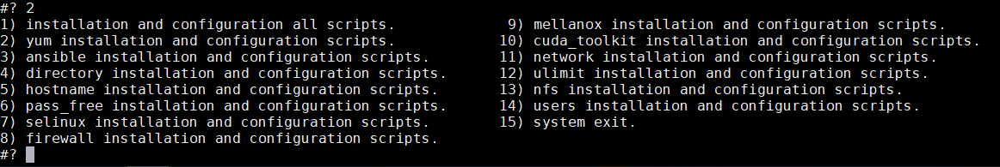 #? 2
1) installation and configuration all scripts. 9) mellanox installation and configuration scripts.
2) yum installation and configuration scripts. 10) cuda_toolkit installation and configuration scripts.
3) ansible installation and configuration scripts. 11) network installation and configuration scripts.
4) directory installation and configuration scripts. 12) ulimit installation and configuration scripts.
5) hostname installation and configuration scripts. 13) nfs installation and configuration scripts.
6) pass_free installation and configuration scripts. 14) users installation and configuration scripts.
7) selinux installation and configuration scripts. 15) system exit.
8) firewall installation and configuration scripts.
#?